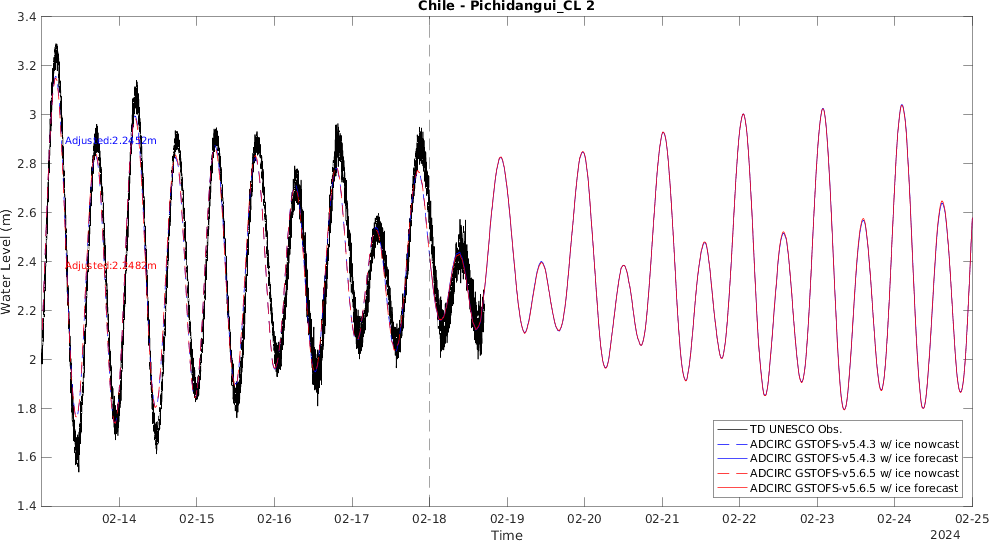 Chile - Pichidangui_CL 2
3.4
3.2
3
2.8
2.6
2.4
2.2
2
1.8
1.6
1.4
Water Level (m)
Adjusted:2.2452m
Adjusted:2.2482m
TD UNESCO Obs.
ADCIRC GSTOFS-v5.4.3 w/ ice nowcast
ADCIRC GSTOFS-v5.4.3 w/ ice forecast
ADCIRC GSTOFS-v5.6.5 w/ ice nowcast
ADCIRC GSTOFS-v5.6.5 w/ ice forecast
02-14 02-15 02-16 02-17 02-18 02-19 02-20 02-21 02-22 02-23 02-24 02-25
Time
2024